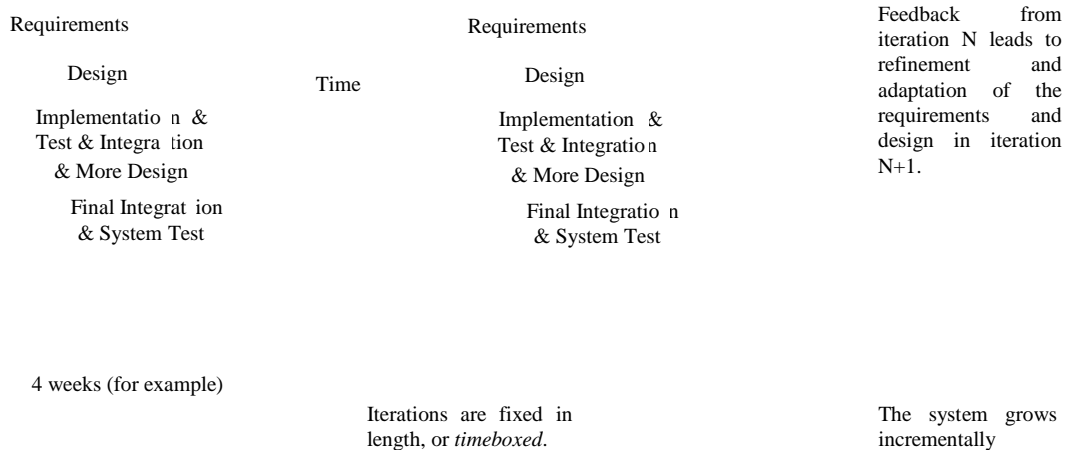 Requirements
Design
Implementatio n &
Test & Integra tion
& More Design
Final Integrat ion
& System Test
Time
Requirements
Design
Implementation &
Test & Integration
& More Design
Final Integratio n
& System Test
Feedback from
iteration N leads to
refinement and
adaptation of the
requirements and
design in iteration
N+1.
4 weeks (for example)
Iterations are fixed in
length, or timeboxed.
The system grows
incrementally